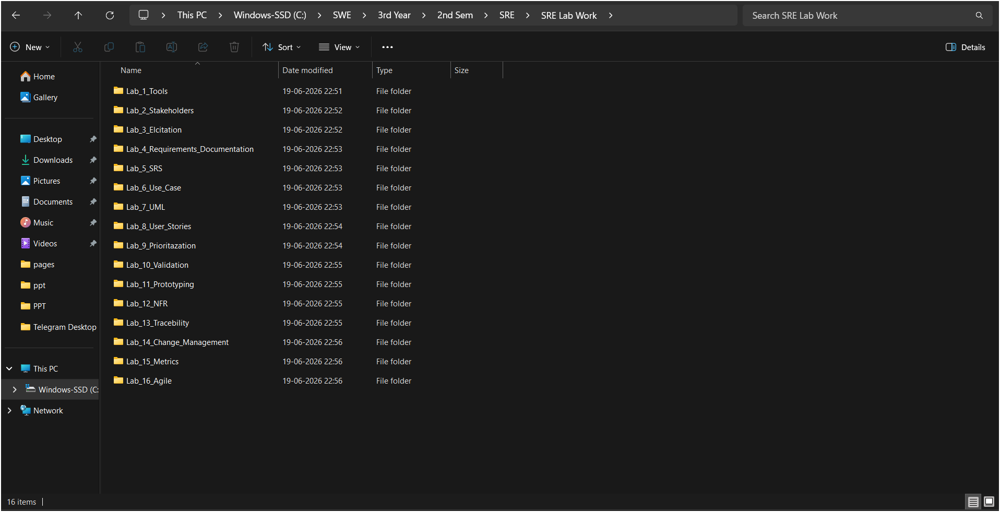 This PC > Windows-SSD (C:) > SWE > 3rd Year > 2nd Sem > SRE > SRE Lab Work >
Search SRE Lab Work
New
Sort
View
Details
Home
Gallery
Desktop
Downloads
Pictures
Documents
Music
Videos
pages
ppt
PPT
Telegram Desktop
This PC
Windows-SSD (C:
Network
Name Date modified Type Size
Lab_1_Tools 19-06-2026 22:51 File folder
Lab_2_Stakeholders 19-06-2026 22:52 File folder
Lab_3_Elcitation 19-06-2026 22:52 File folder
Lab_4_Requirements_Documentation 19-06-2026 22:53 File folder
Lab_5_SRS 19-06-2026 22:53 File folder
Lab_6_Use_Case 19-06-2026 22:53 File folder
Lab_7_UML 19-06-2026 22:53 File folder
Lab_8_User_Stories 19-06-2026 22:54 File folder
Lab_9_Prioritazation 19-06-2026 22:54 File folder
Lab_10_Validation 19-06-2026 22:55 File folder
Lab_11_Prototyping 19-06-2026 22:55 File folder
Lab_12_NFR 19-06-2026 22:55 File folder
Lab_13_Tracebility 19-06-2026 22:55 File folder
Lab_14_Change_Management 19-06-2026 22:56 File folder
Lab_15_Metrics 19-06-2026 22:56 File folder
Lab_16_Agile 19-06-2026 22:56 File folder
16 items